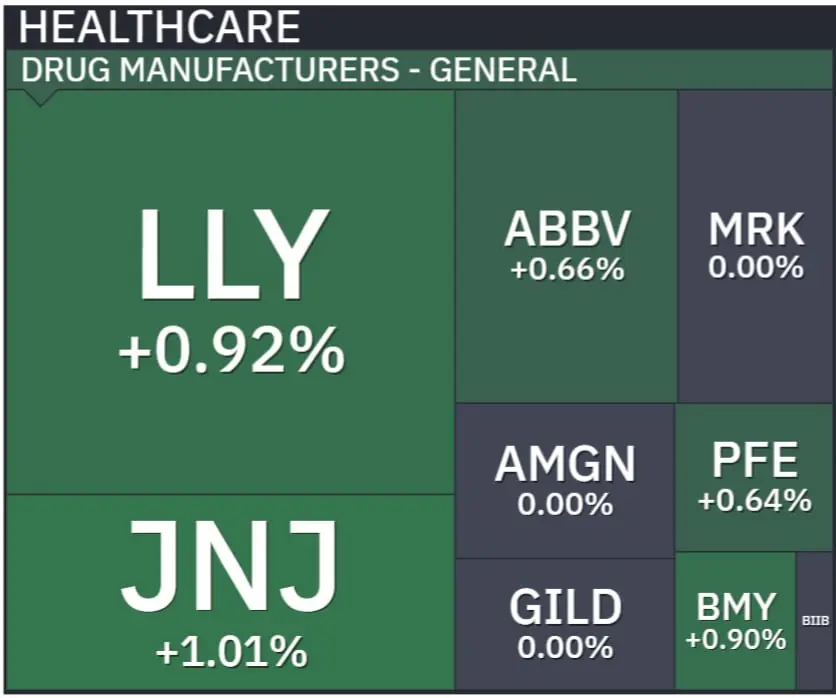 HEALTHCARE
DRUG MANUFACTURERS - GENERAL
LLY
+0.92%
JNJ
+1.01%
ABBV
+0.66%
MRK
0.00%
AMGN
0.00%
PFE
+0.64%
GILD
0.00%
BMY
+0.90%
BIIB